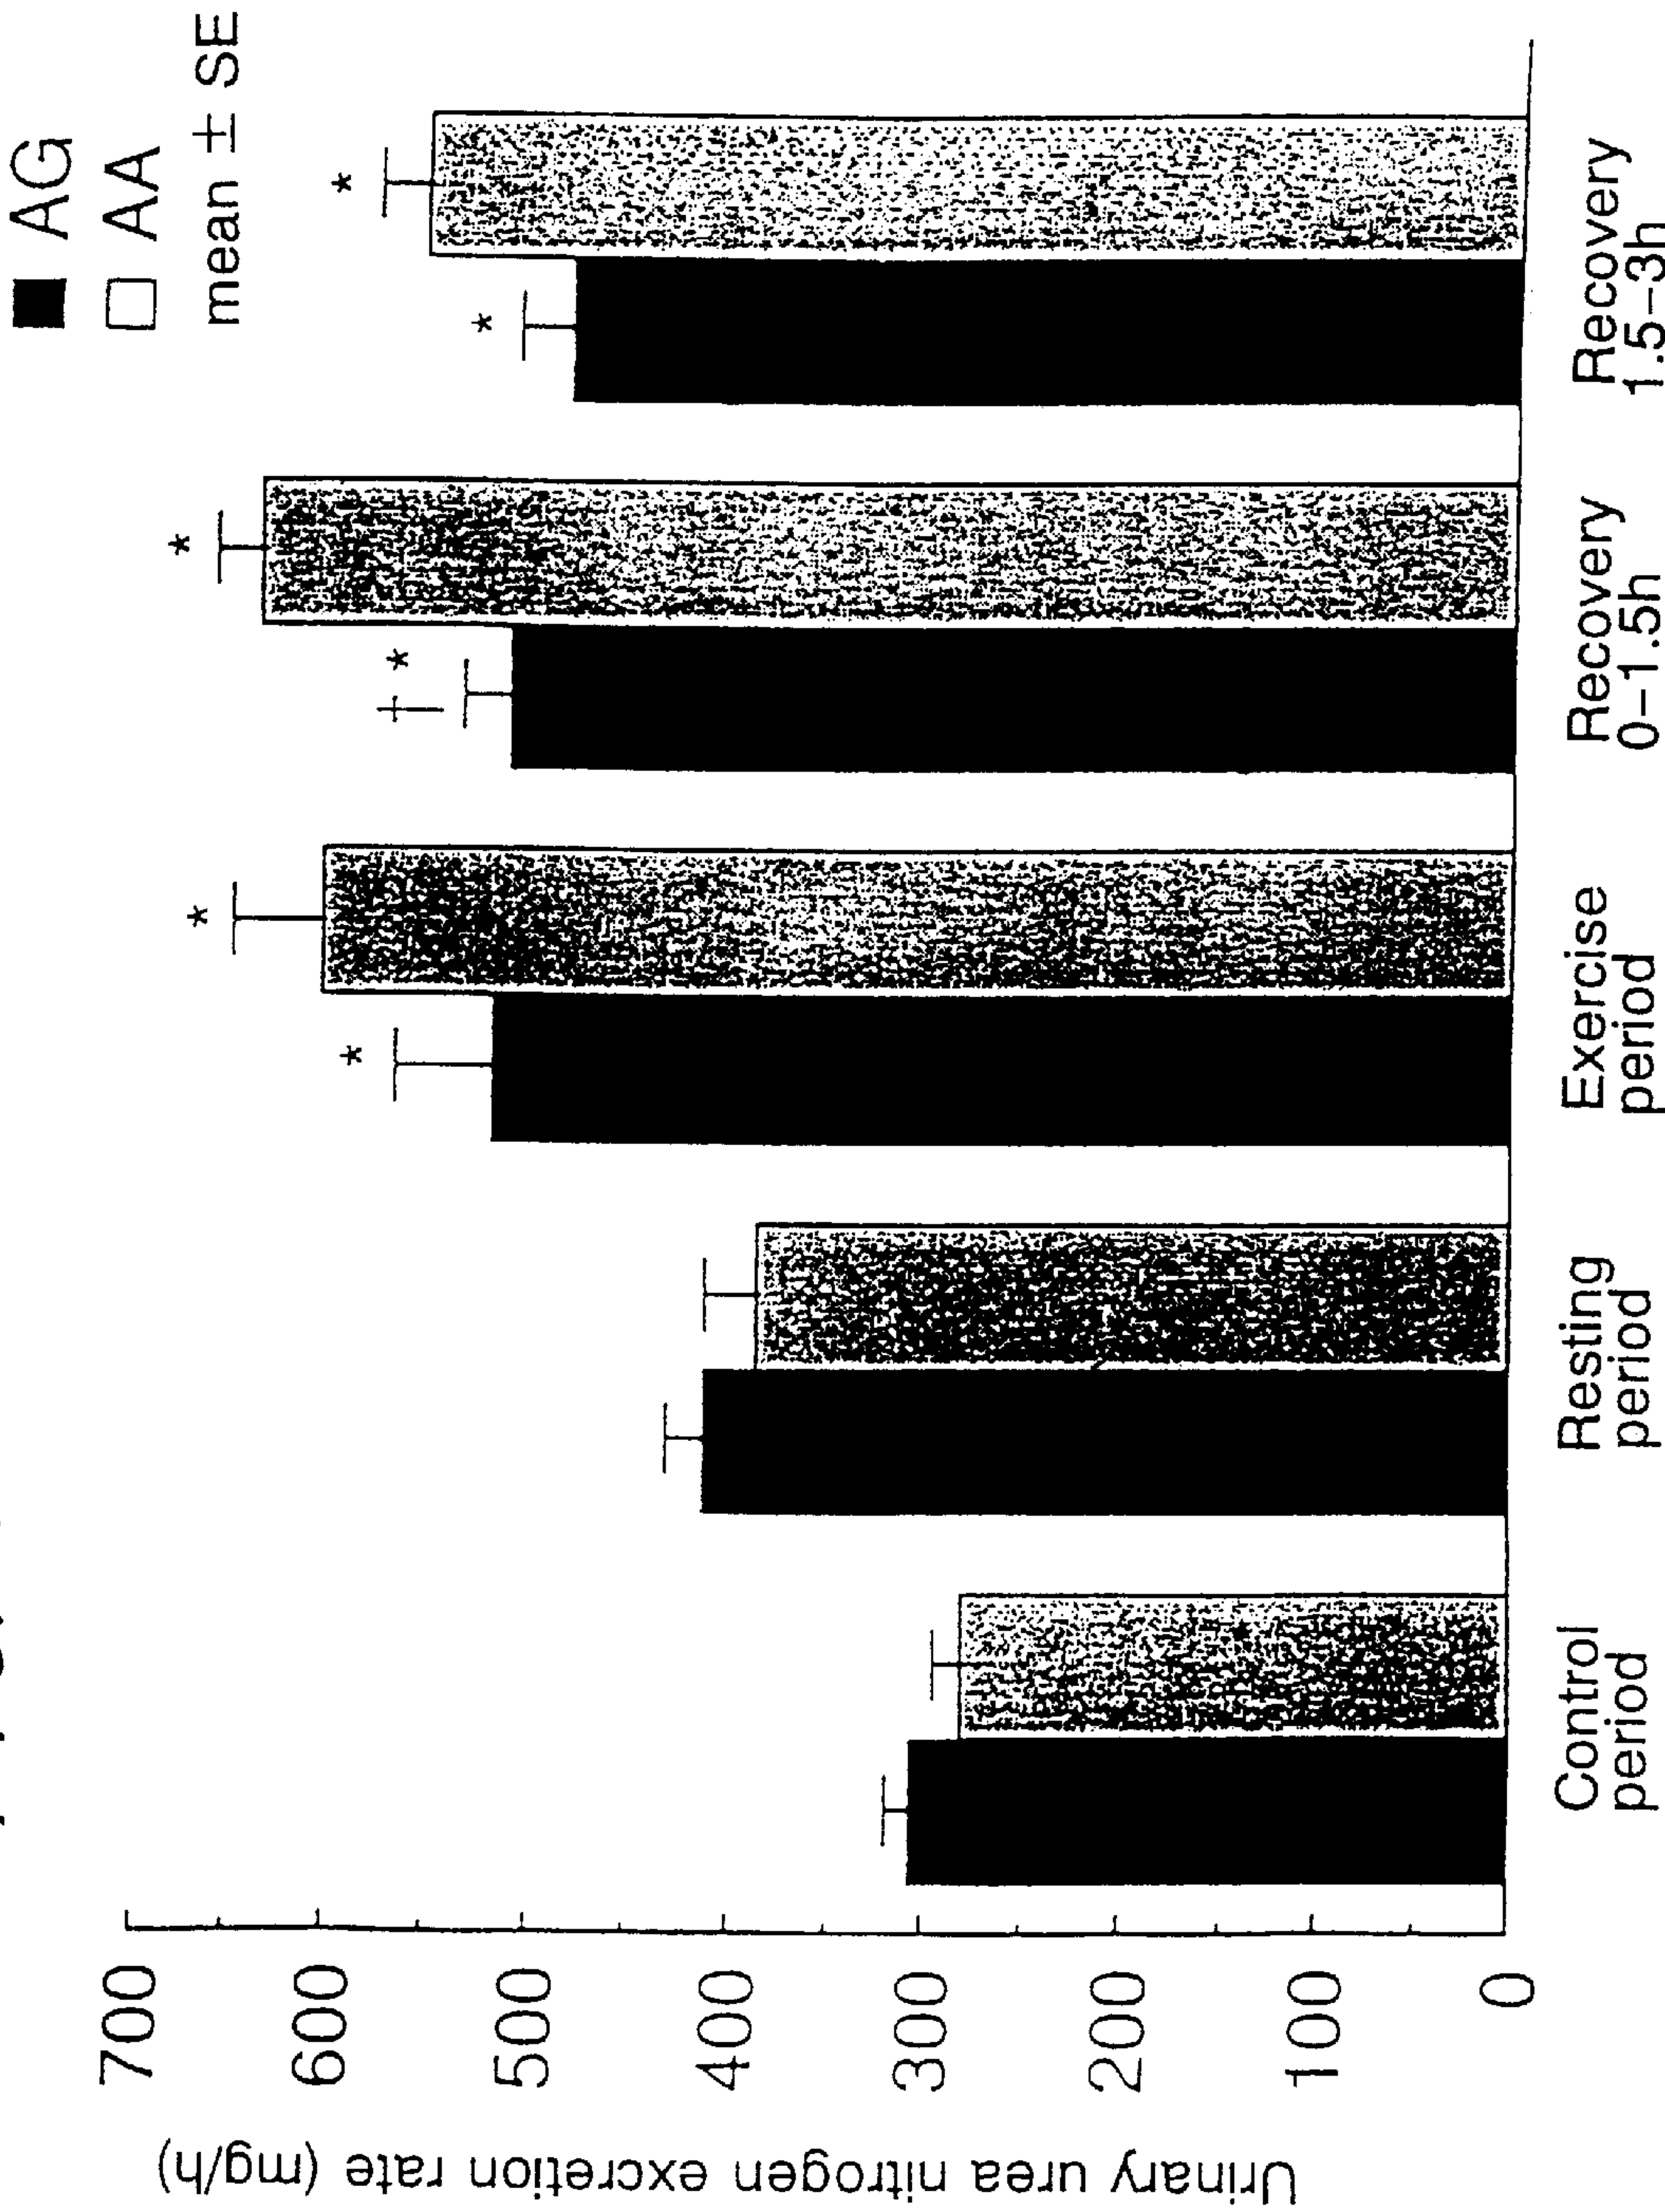 AG
AA
mean ± SE
Urinary urea nitrogen excretion rate (mg/h)
700
600
500
400
300
200
100
0
*
*
†
*
*
*
*
Control
period
Resting
period
Exercise
period
Recovery
0–1.5h
Recovery
1.5–3h